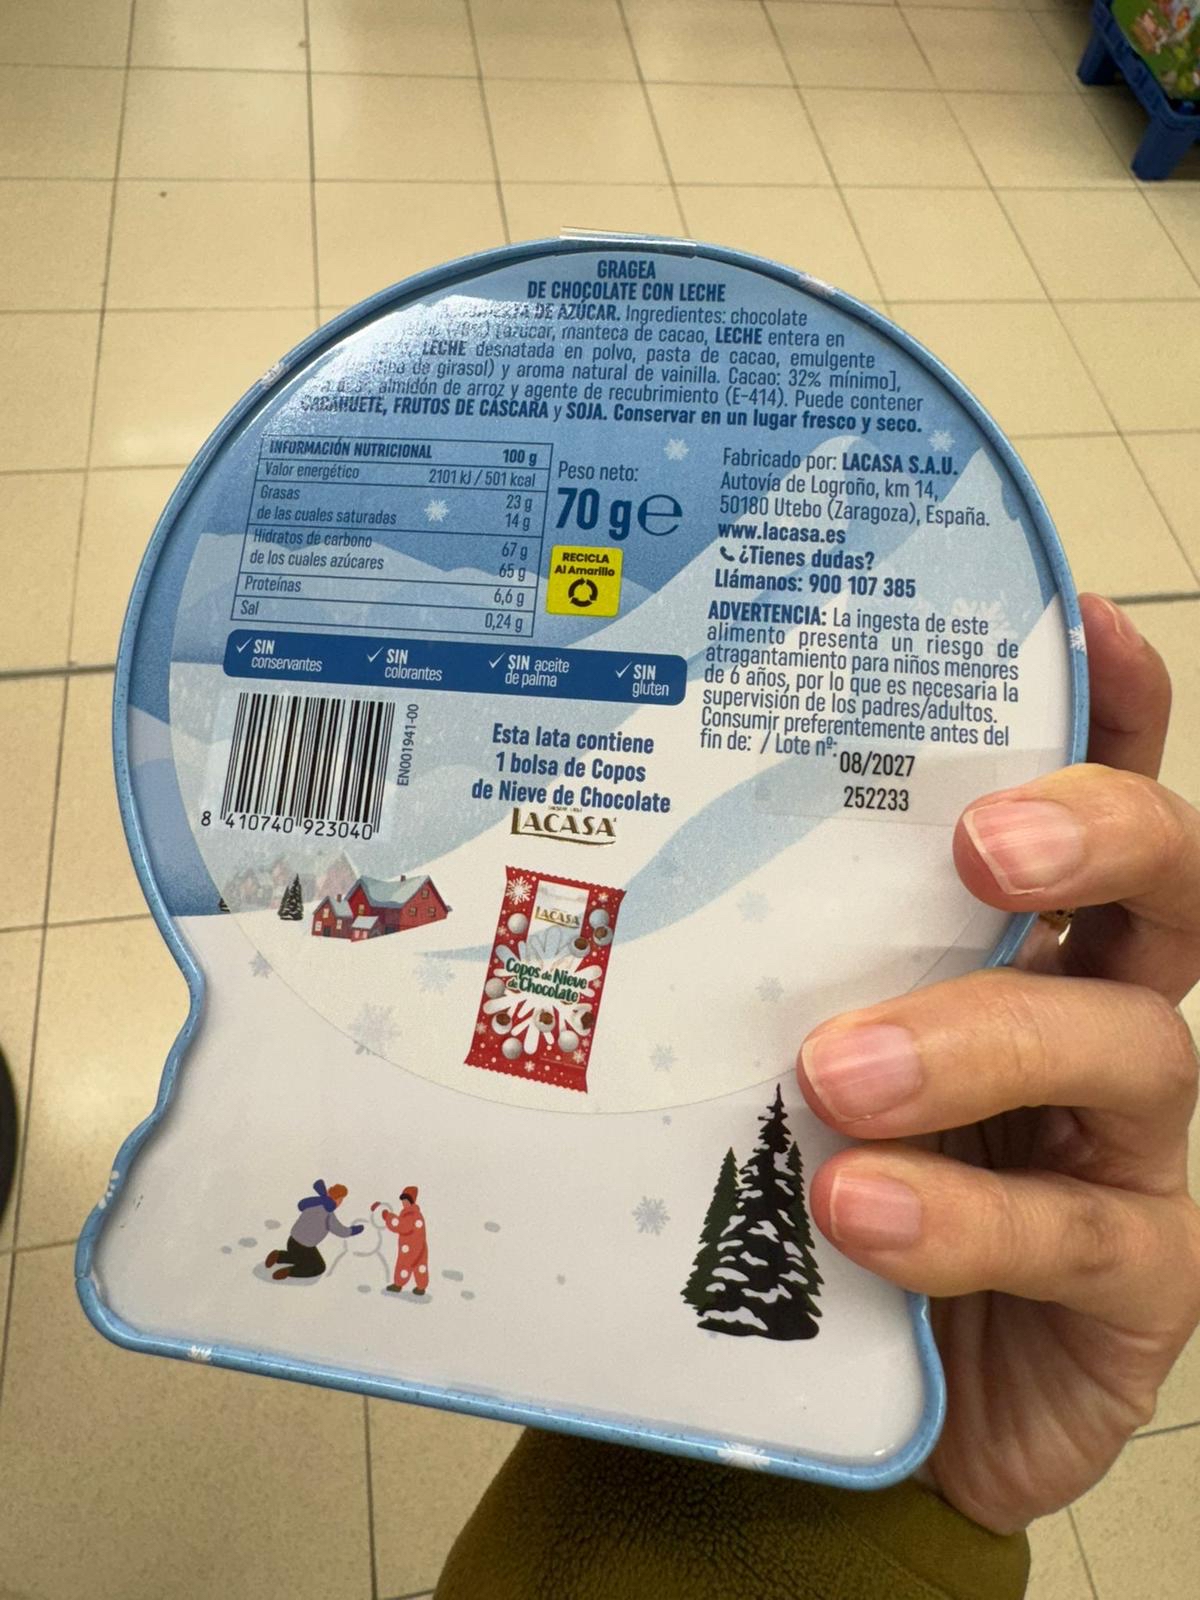 GRAGEA
DE CHOCOLATE CON LECHE
DE AZÚCAR. Ingredientes: chocolate
[azúcar, manteca de cacao, LECHE entera en
LECHE desnatada en polvo, pasta de cacao, emulgente
de girasol) y aroma natural de vainilla. Cacao: 32% mínimo],
almidón de arroz y agente de recubrimiento (E-414). Puede contener
CACAHUETE, FRUTOS DE CÁSCARA y SOJA. Conservar en un lugar fresco y seco.
INFORMACIÓN NUTRICIONAL 100 g
Valor energético 2101 kJ / 501 kcal
Grasas 23 g
de las cuales saturadas 14 g
Hidratos de carbono 67 g
de los cuales azúcares 65 g
Proteínas 6,6 g
Sal 0,24 g
Peso neto:
70 g e
RECICLA
Al Amarillo
Fabricado por: LACASA S.A.U.
Autovía de Logroño, km 14,
50180 Utebo (Zaragoza), España.
www.lacasa.es
¿Tienes dudas?
Llámanos: 900 107 385
ADVERTENCIA: La ingesta de este
alimento presenta un riesgo de
atragantamiento para niños menores
de 6 años, por lo que es necesaria la
supervisión de los padres/adultos.
Consumir preferentemente antes del
fin de: / Lote nº:
08/2027
252233
✓ SIN
conservantes
✓ SIN
colorantes
✓ SIN aceite
de palma
✓ SIN
gluten
EN001941-00
8 410740 923040
Esta lata contiene
1 bolsa de Copos
de Nieve de Chocolate
LACASA
LACASA
Copos de Nieve
de Chocolate